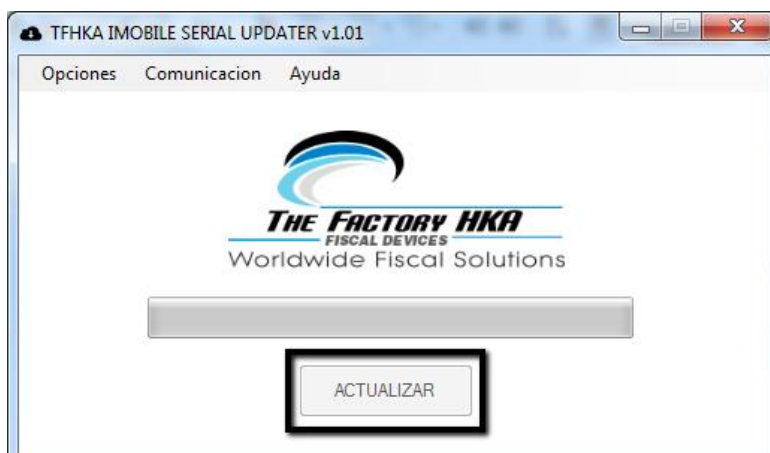 TFHKA IMOBILE SERIAL UPDATER v1.01
Opciones Comunicacion Ayuda
THE FACTORY HKA
FISCAL DEVICES
Worldwide Fiscal Solutions
ACTUALIZAR